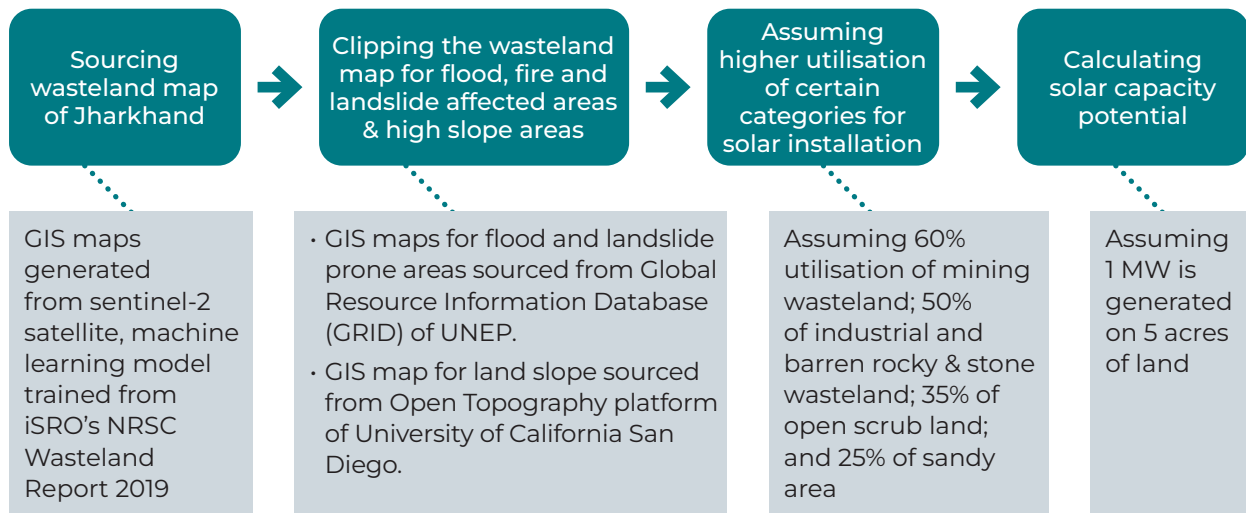 Sourcing
wasteland map
of Jharkhand
Clipping the wasteland
map for flood, fire and
landslide affected areas
& high slope areas
Assuming
higher utilisation
of certain
categories for
solar installation
Calculating
solar capacity
potential
GIS maps
generated
from sentinel-2
satellite, machine
learning model
trained from
iSRO’s NRSC
Wasteland
Report 2019
· GIS maps for flood and landslide
prone areas sourced from Global
Resource Information Database
(GRID) of UNEP.
· GIS map for land slope sourced
from Open Topography platform
of University of California San
Diego.
Assuming 60%
utilisation of mining
wasteland; 50%
of industrial and
barren rocky & stone
wasteland; 35% of
open scrub land;
and 25% of sandy
area
Assuming
1 MW is
generated
on 5 acres
of land